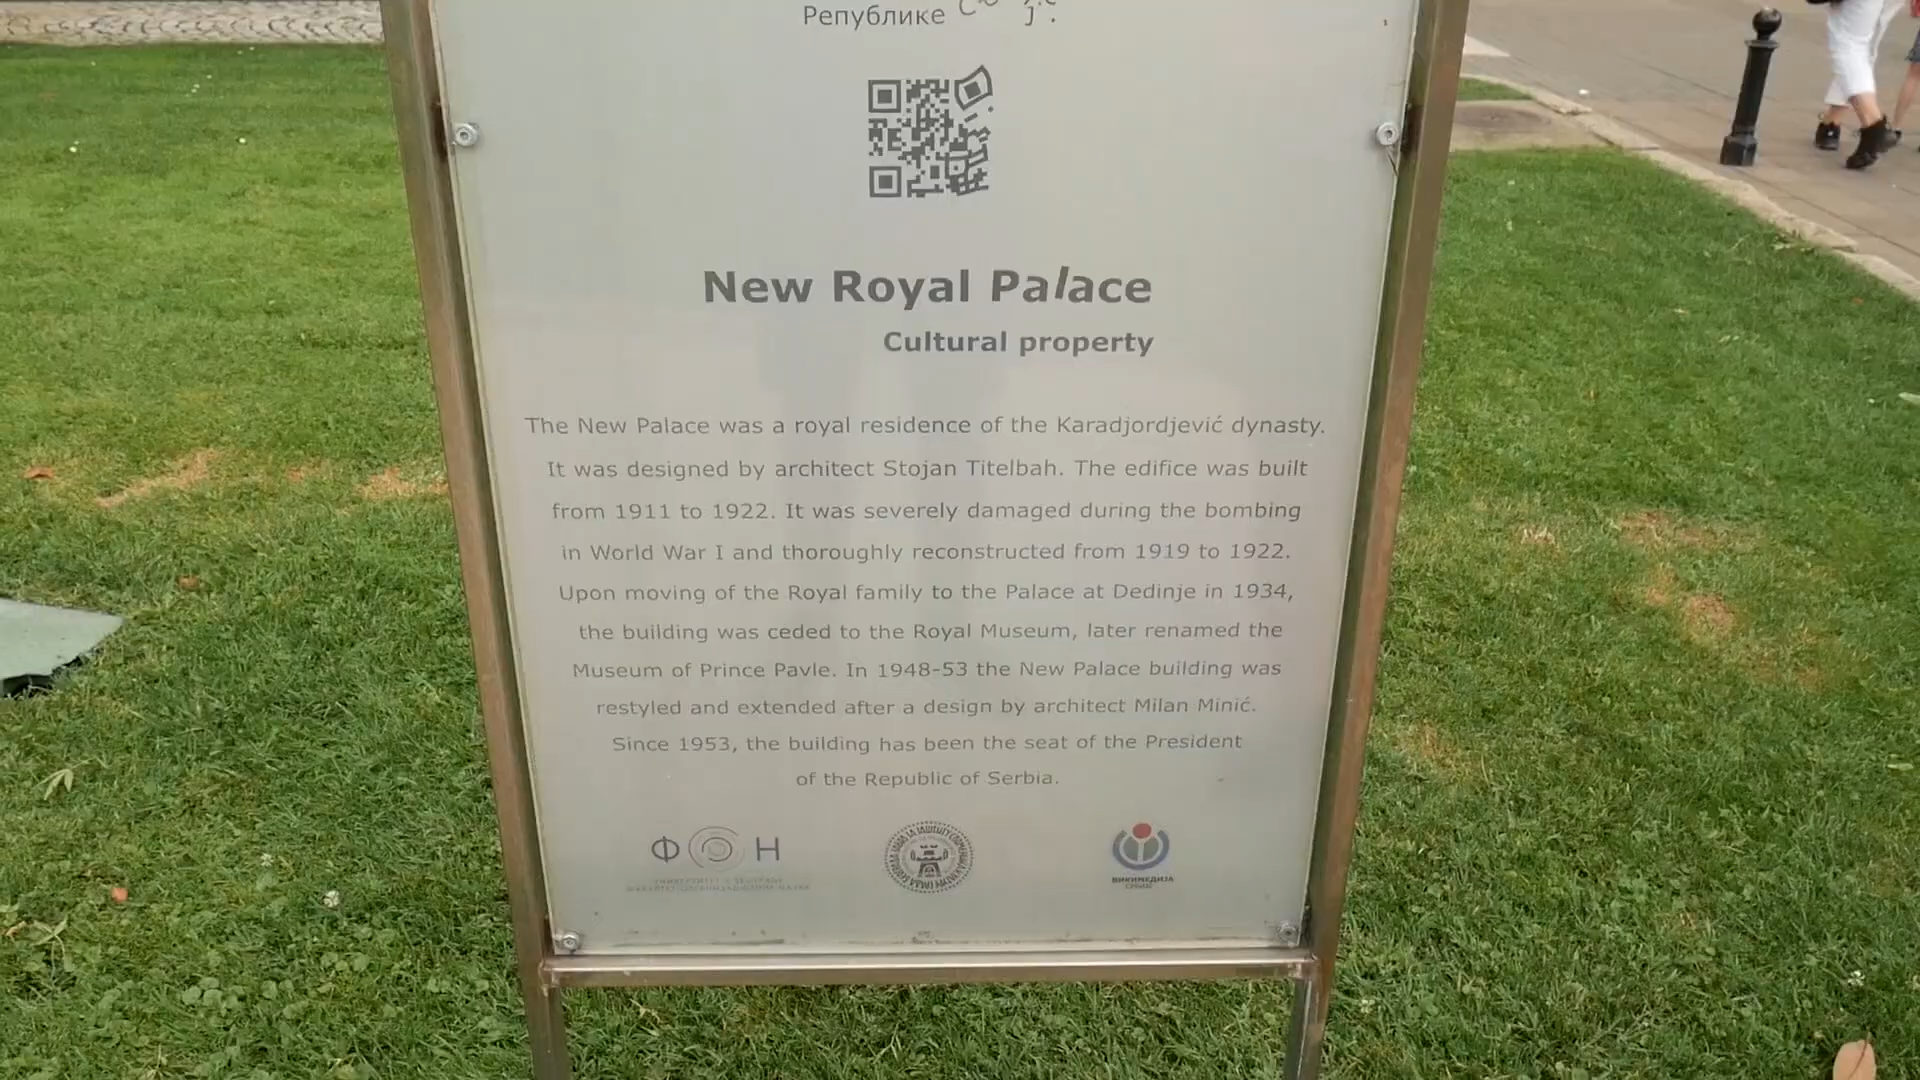 Републике
New Royal Palace
Cultural property
The New Palace was a royal residence of the Karadjordjević dynasty.
It was designed by architect Stojan Titelbah. The edifice was built
from 1911 to 1922. It was severely damaged during the bombing
in World War I and thoroughly reconstructed from 1919 to 1922.
Upon moving of the Royal family to the Palace at Dedinje in 1934,
the building was ceded to the Royal Museum, later renamed the
Museum of Prince Pavle. In 1948-53 the New Palace building was
restyled and extended after a design by architect Milan Minić.
Since 1953, the building has been the seat of the President
of the Republic of Serbia.
Ф О Н
ВИКИМЕДИЈА